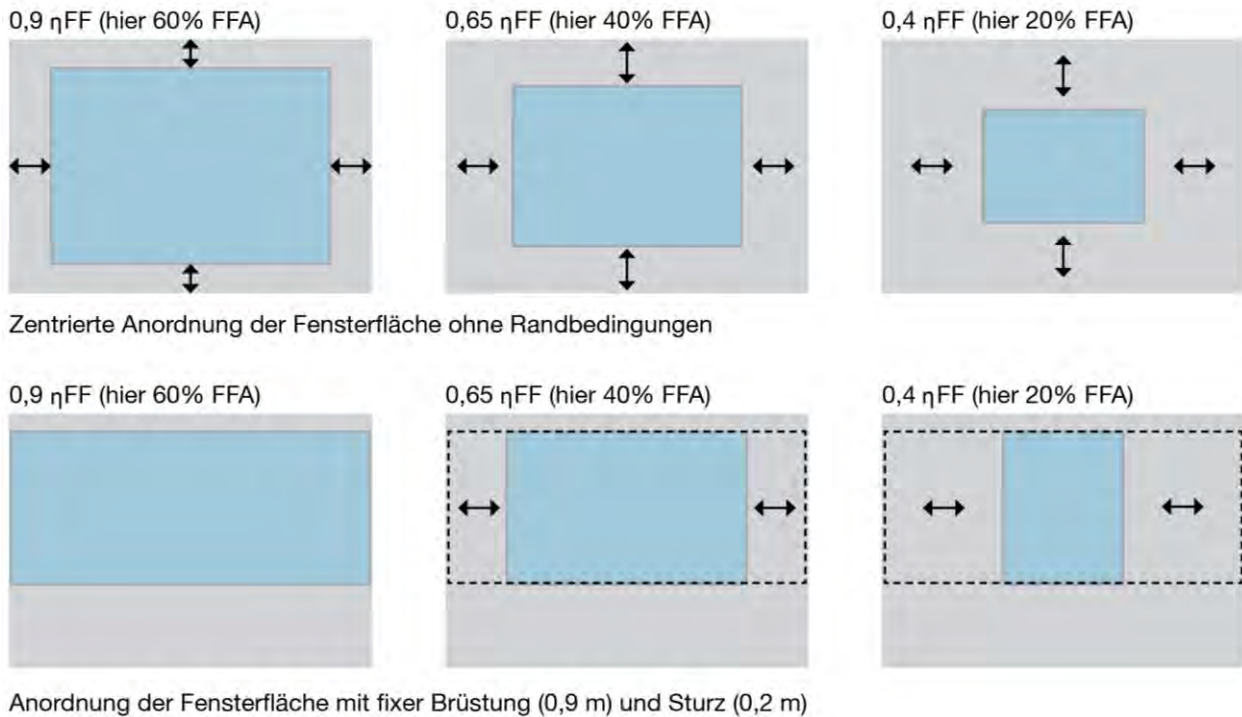 0,9 ηFF (hier 60% FFA)
0,65 ηFF (hier 40% FFA)
0,4 ηFF (hier 20% FFA)
Zentrierte Anordnung der Fensterfläche ohne Randbedingungen
0,9 ηFF (hier 60% FFA)
0,65 ηFF (hier 40% FFA)
0,4 ηFF (hier 20% FFA)
Anordnung der Fensterfläche mit fixer Brüstung (0,9 m) und Sturz (0,2 m)